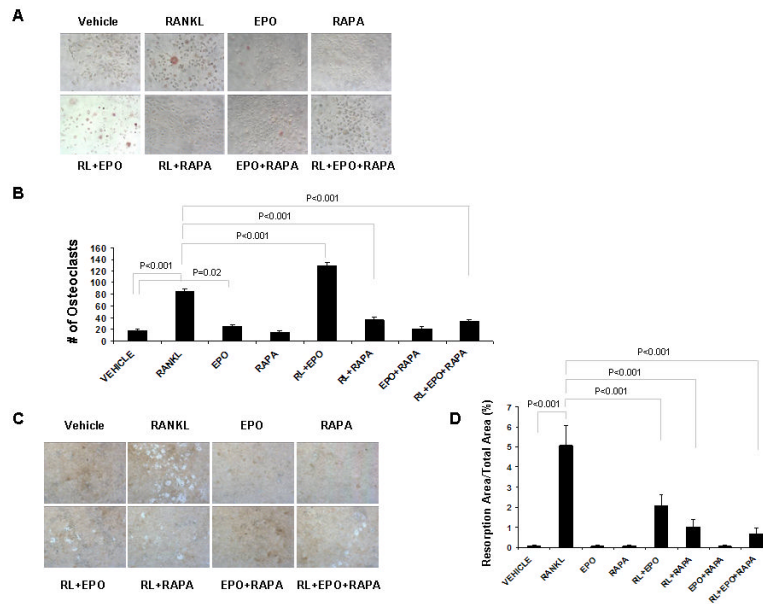 A
Vehicle RANKL EPO RAPA
RL+EPO RL+RAPA EPO+RAPA RL+EPO+RAPA
B
P<0.001
P<0.001
P<0.001
P<0.001 P=0.02
# of Osteoclasts
160
140
120
100
80
60
40
20
0
VEHICLE RANKL EPO RAPA RL+EPO RL+RAPA EPO+RAPA RL+EPO+RAPA
C
Vehicle RANKL EPO RAPA
RL+EPO RL+RAPA EPO+RAPA RL+EPO+RAPA
D
P<0.001
P<0.001
P<0.001
P<0.001
Resorption Area/Total Area (%)
7
6
5
4
3
2
1
0
VEHICLE RANKL EPO RAPA RL+EPO RL+RAPA EPO+RAPA RL+EPO+RAPA